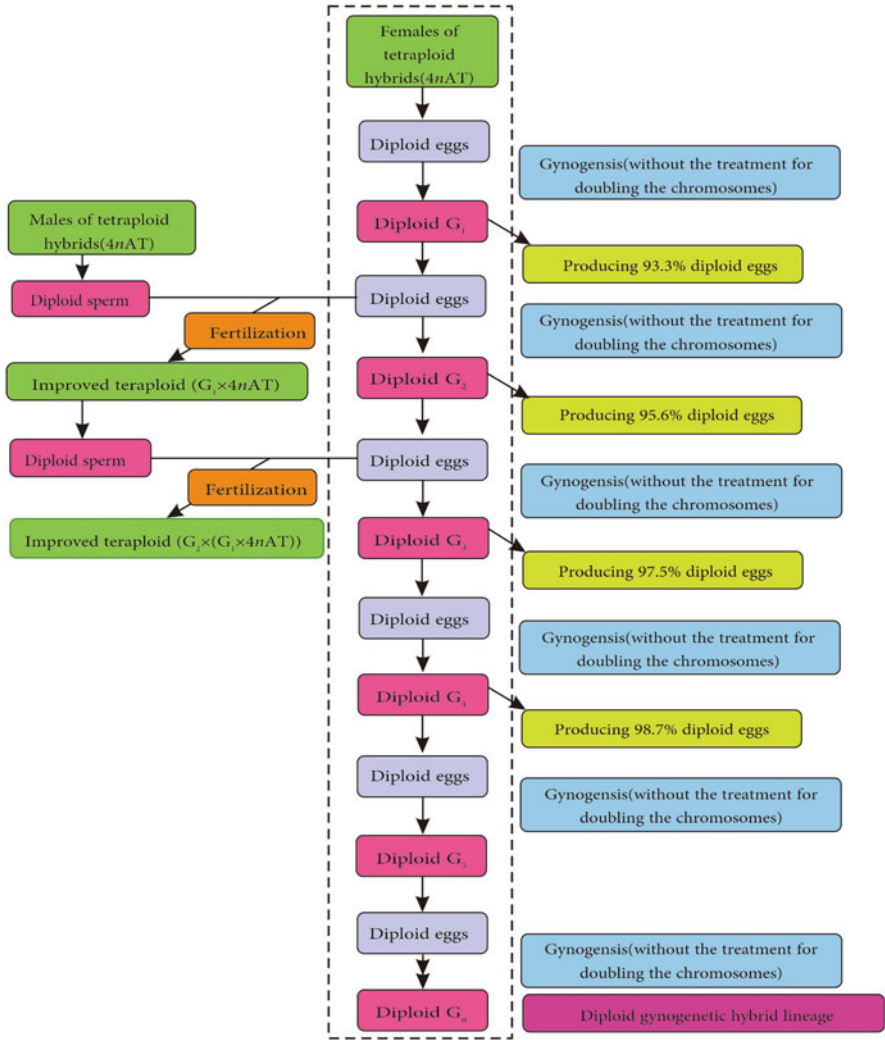 Females of
tetraploid
hybrids(4nAT)
Diploid eggs
Gynogensis(without the treatment for
doubling the chromosomes)
Males of tetraploid
hybrids(4nAT)
Diploid G₁
Producing 93.3% diploid eggs
Diploid sperm
Diploid eggs
Fertilization
Gynogensis(without the treatment for
doubling the chromosomes)
Improved teraploid (G₁×4nAT)
Diploid G₂
Producing 95.6% diploid eggs
Diploid sperm
Diploid eggs
Fertilization
Gynogensis(without the treatment for
doubling the chromosomes)
Improved teraploid (G₂×(G₁×4nAT))
Diploid G₃
Producing 97.5% diploid eggs
Diploid eggs
Gynogensis(without the treatment for
doubling the chromosomes)
Diploid G₄
Producing 98.7% diploid eggs
Diploid eggs
Gynogensis(without the treatment for
doubling the chromosomes)
Diploid G₅
Diploid eggs
Gynogensis(without the treatment for
doubling the chromosomes)
Diploid Gₙ
Diploid gynogenetic hybrid lineage